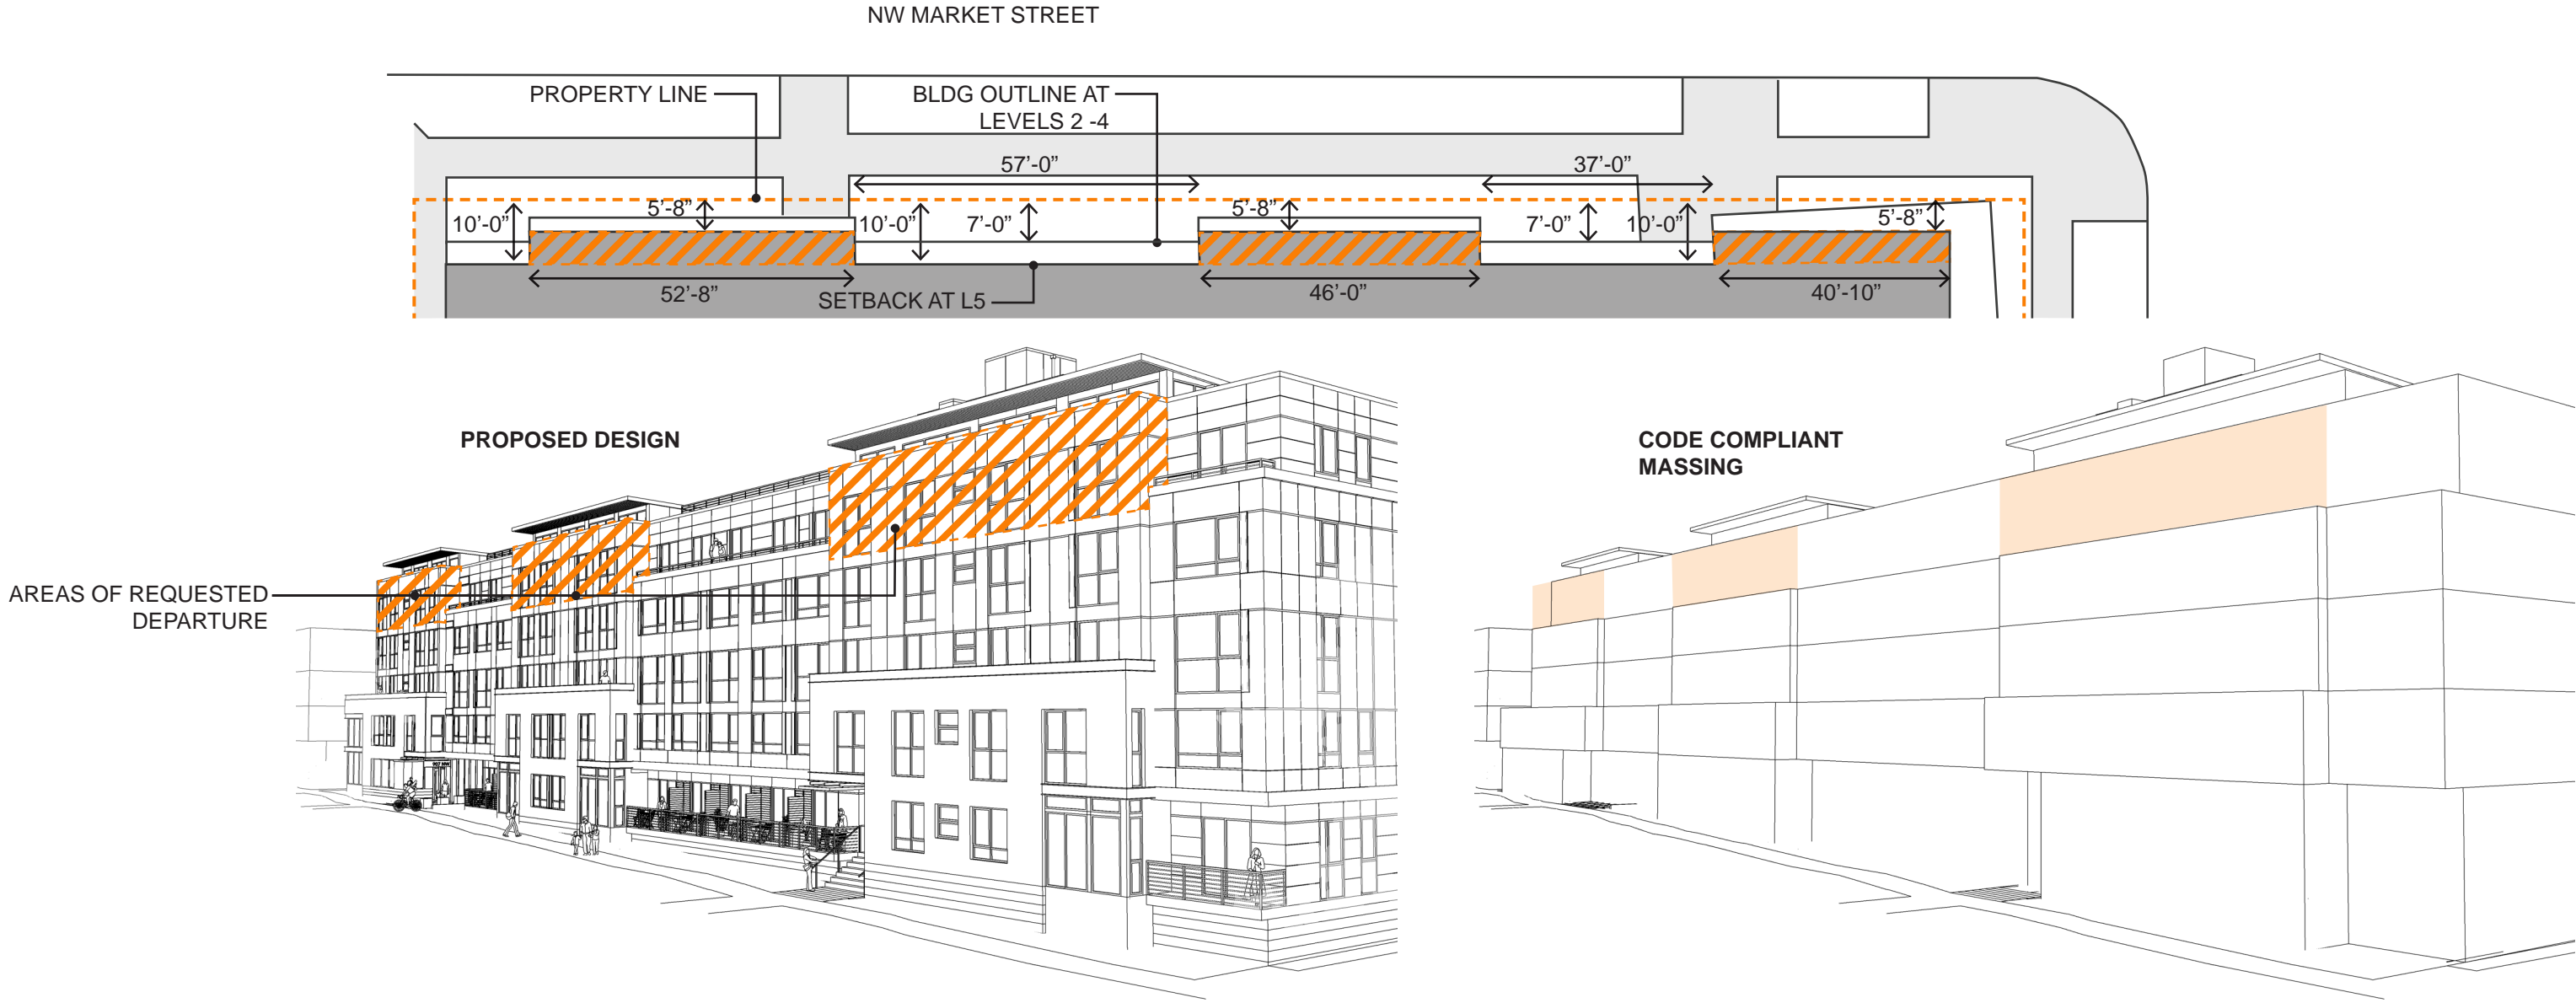 NW MARKET STREET
PROPERTY LINE
BLDG OUTLINE AT
LEVELS 2 -4
57’-0”
37’-0”
10’-0”
5’-8”
10’-0”
7’-0”
5’-8”
7’-0”
10’-0”
5’-8”
52’-8”
SETBACK AT L5
46’-0”
40’-10”
PROPOSED DESIGN
CODE COMPLIANT
MASSING
AREAS OF REQUESTED
DEPARTURE
907 NW